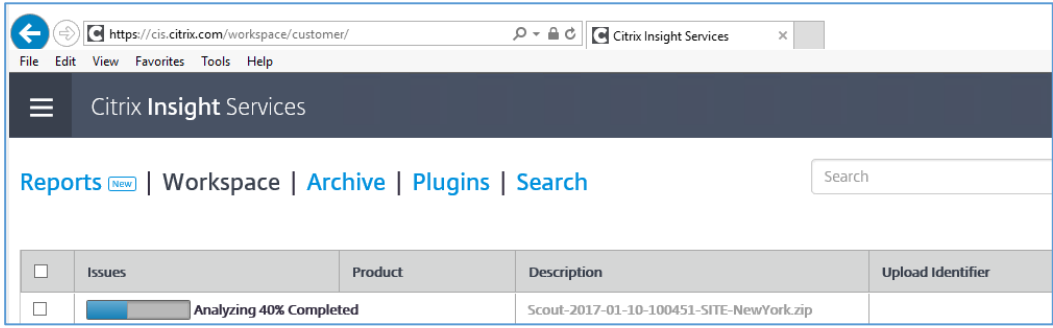 https://cis.citrix.com/workspace/customer/
Citrix Insight Services
File Edit View Favorites Tools Help
Citrix Insight Services
Reports New | Workspace | Archive | Plugins | Search
Search
Issues Product Description Upload Identifier
Analyzing 40% Completed Scout-2017-01-10-100451-SITE-NewYork.zip